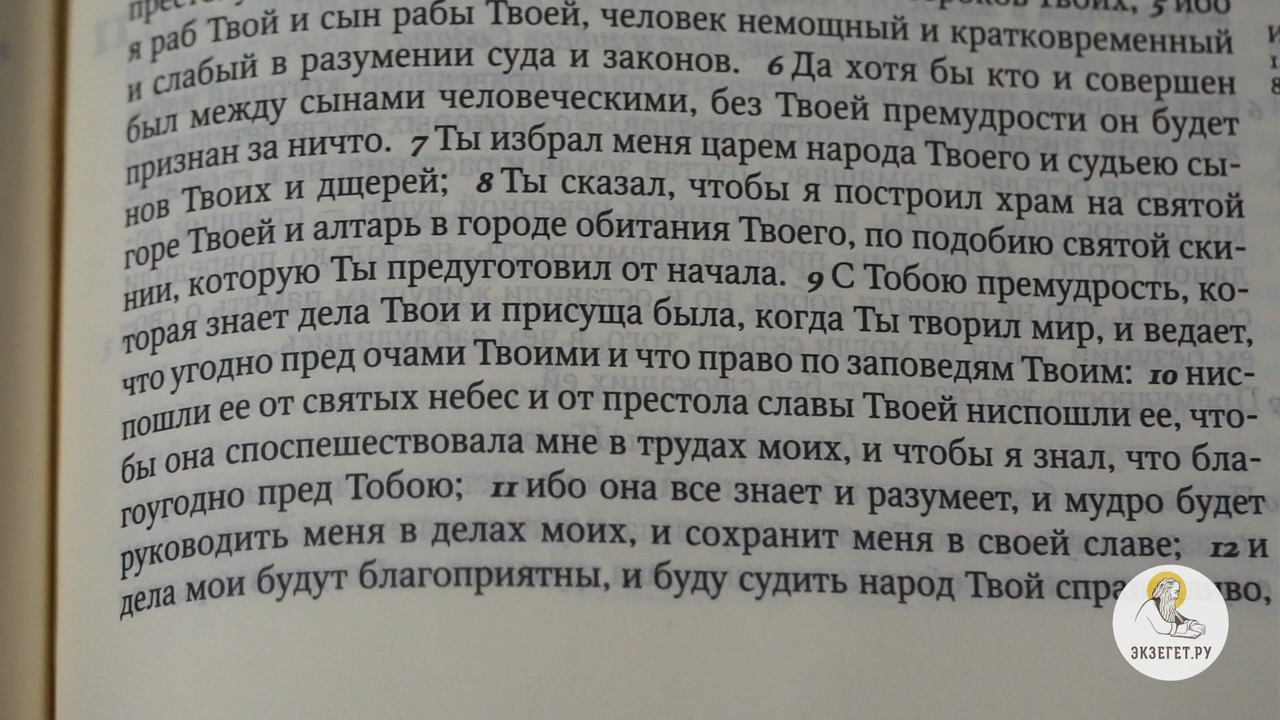 Твоих, 5 ибо
я раб Твой и сын рабы Твоей, человек немощный и кратковременный
и слабый в разумении суда и законов. 6 Да хотя бы кто и совершен
был между сынами человеческими, без Твоей премудрости он будет
признан за ничто. 7 Ты избрал меня царем народа Твоего и судьею сы-
нов Твоих и дщерей; 8 Ты сказал, чтобы я построил храм на святой
горе Твоей и алтарь в городе обитания Твоего, по подобию святой ски-
нии, которую Ты предуготовил от начала. 9 С Тобою премудрость, ко-
торая знает дела Твои и присуща была, когда Ты творил мир, и ведает,
что угодно пред очами Твоими и что право по заповедям Твоим: 10 нис-
пошли ее от святых небес и от престола славы Твоей ниспошли ее, что-
бы она споспешествовала мне в трудах моих, и чтобы я знал, что бла-
гоугодно пред Тобою; 11 ибо она все знает и разумеет, и мудро будет
руководить меня в делах моих, и сохранит меня в своей славе; 12 и
дела мои будут благоприятны, и буду судить народ Твой справедливо,
ЭКЗЕГЕТ.РУ